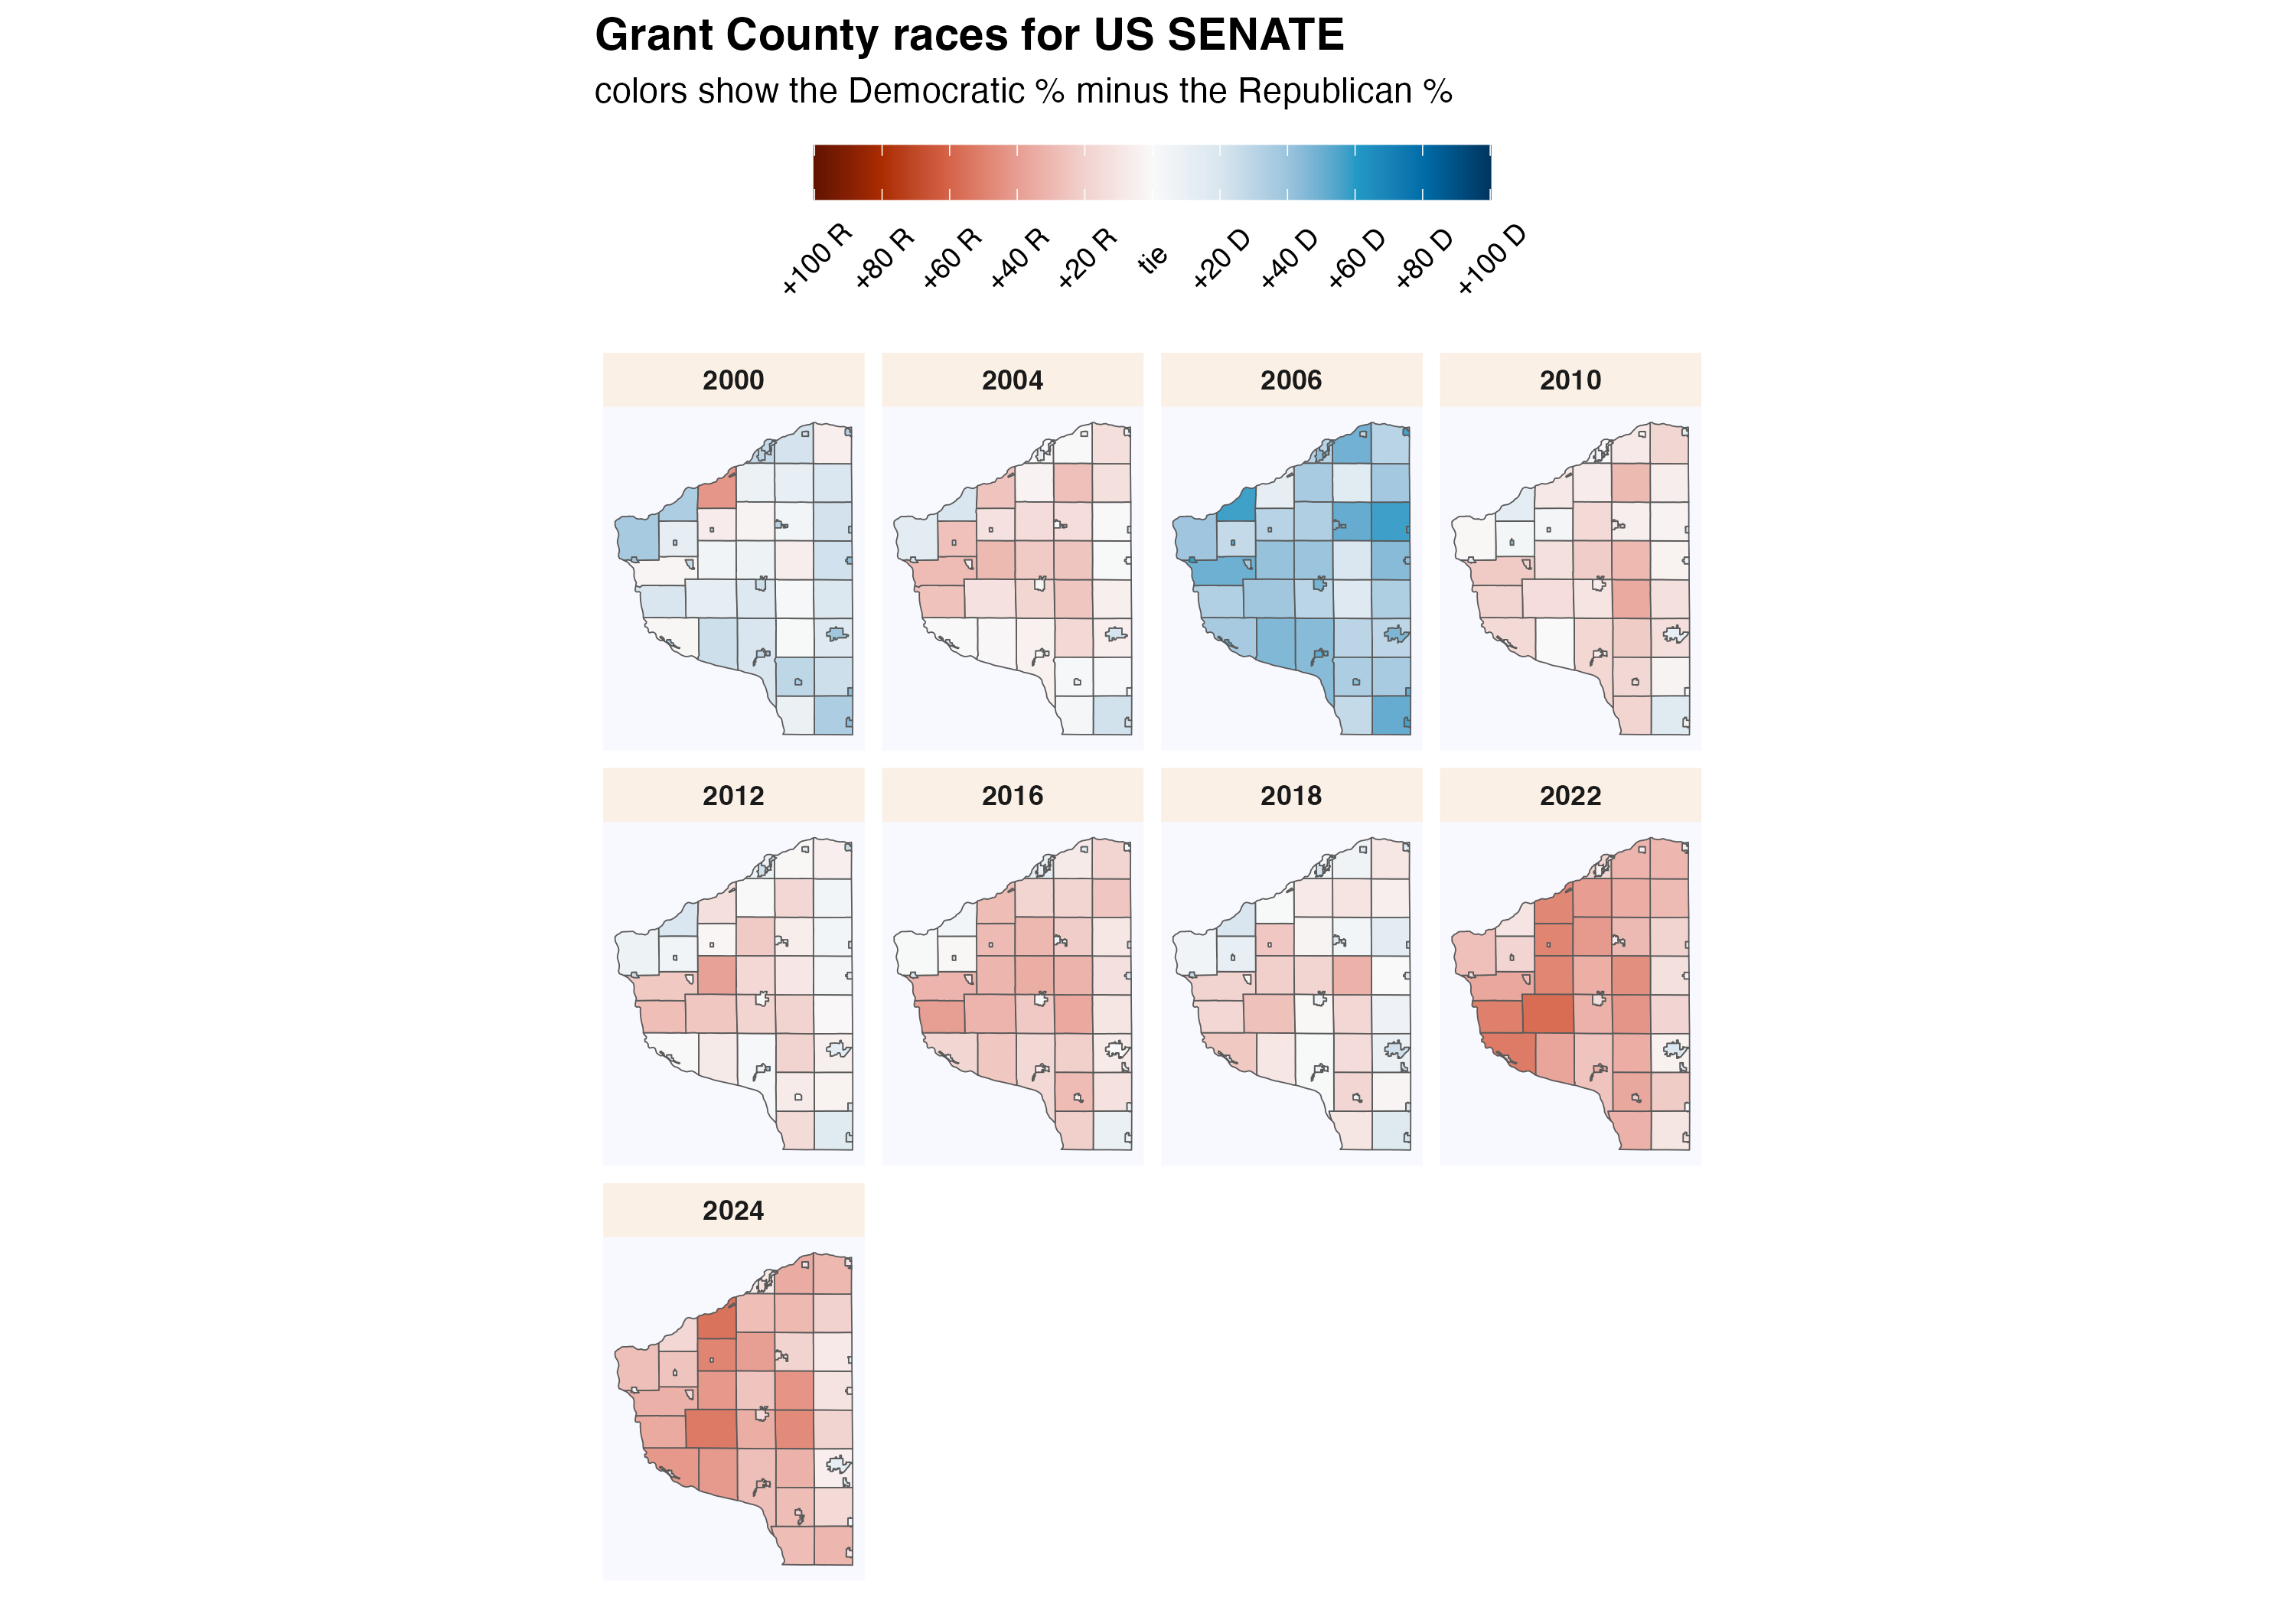 Grant County races for US SENATE
colors show the Democratic % minus the Republican %
+100 R +80 R +60 R +40 R +20 R tie +20 D +40 D +60 D +80 D +100 D
2000 2004 2006 2010
2012 2016 2018 2022
2024